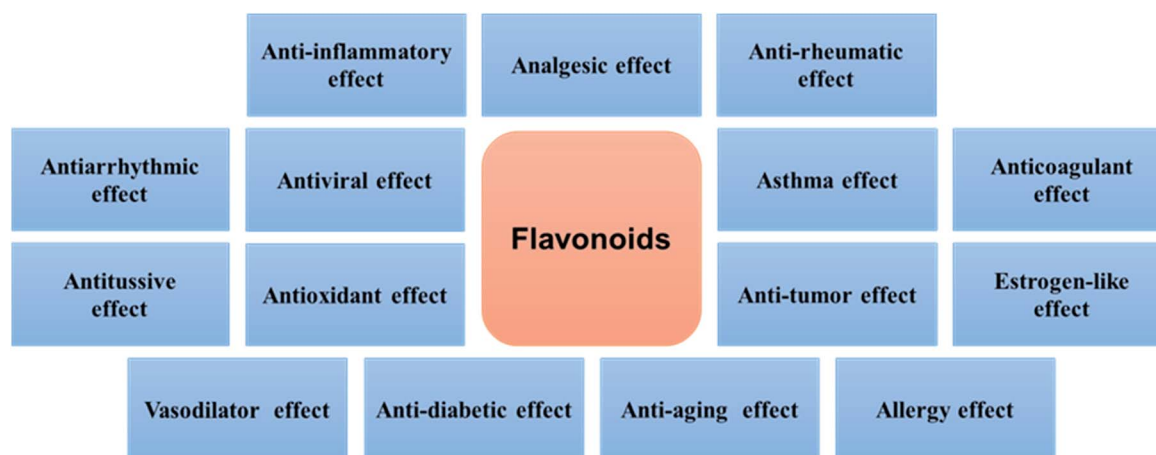 Anti-inflammatory
effect
Analgesic effect
Anti-rheumatic
effect
Antiarrhythmic
effect
Antiviral effect
Flavonoids
Asthma effect
Anticoagulant
effect
Antitussive
effect
Antioxidant effect
Anti-tumor effect
Estrogen-like
effect
Vasodilator effect
Anti-diabetic effect
Anti-aging effect
Allergy effect